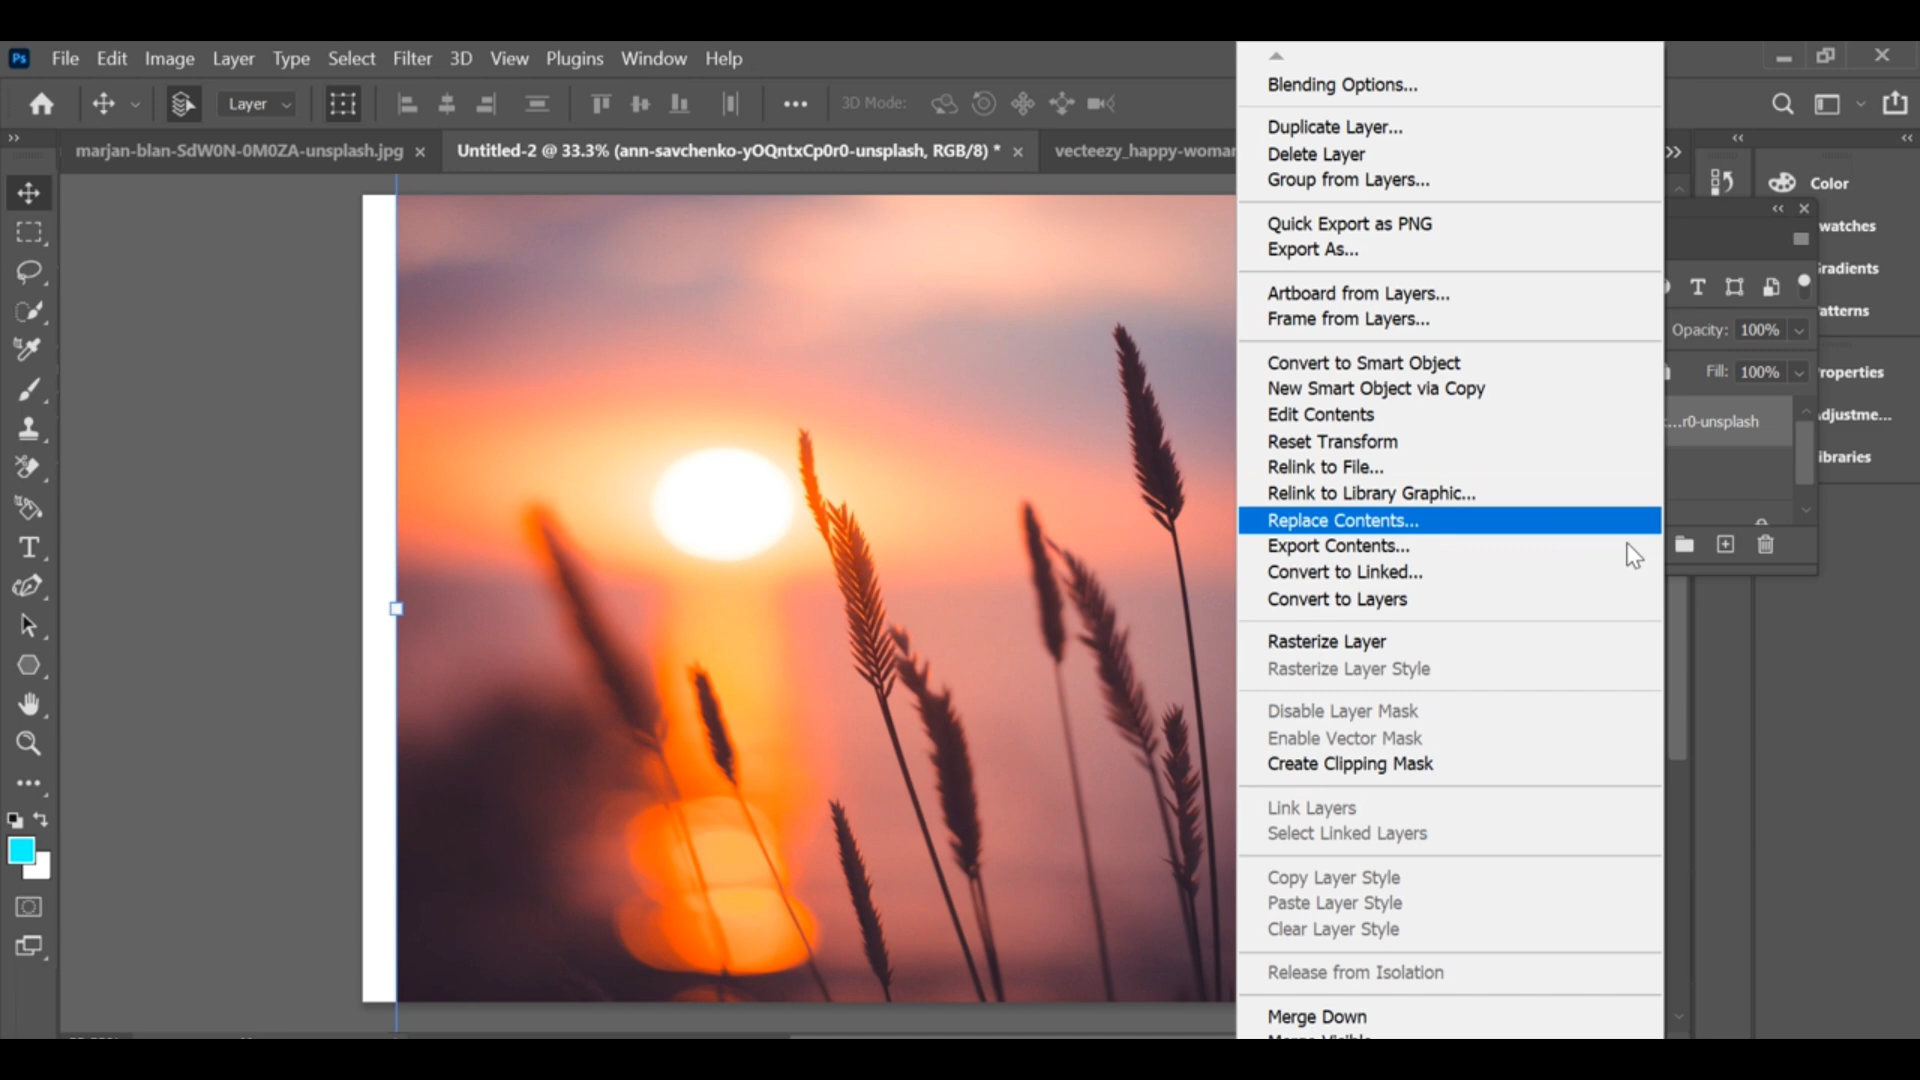 Ps File Edit Image Layer Type Select Filter 3D View Plugins Window Help
Layer 3D Mode:
marjan-blan-SdW0N-0M0ZA-unsplash.jpg × Untitled-2 @ 33.3% (ann-savchenko-yOQntxCp0r0-unsplash, RGB/8) * × vecteezy_happy-woman
Blending Options...
Duplicate Layer...
Delete Layer
Group from Layers...
Quick Export as PNG
Export As...
Artboard from Layers...
Frame from Layers...
Convert to Smart Object
New Smart Object via Copy
Edit Contents
Reset Transform
Relink to File...
Relink to Library Graphic...
Replace Contents...
Export Contents...
Convert to Linked...
Convert to Layers
Rasterize Layer
Rasterize Layer Style
Disable Layer Mask
Enable Vector Mask
Create Clipping Mask
Link Layers
Select Linked Layers
Copy Layer Style
Paste Layer Style
Clear Layer Style
Release from Isolation
Merge Down
Color
watches
radients
atterns
Opacity: 100%
Fill: 100%
roperties
djustme...
...r0-unsplash
ibraries